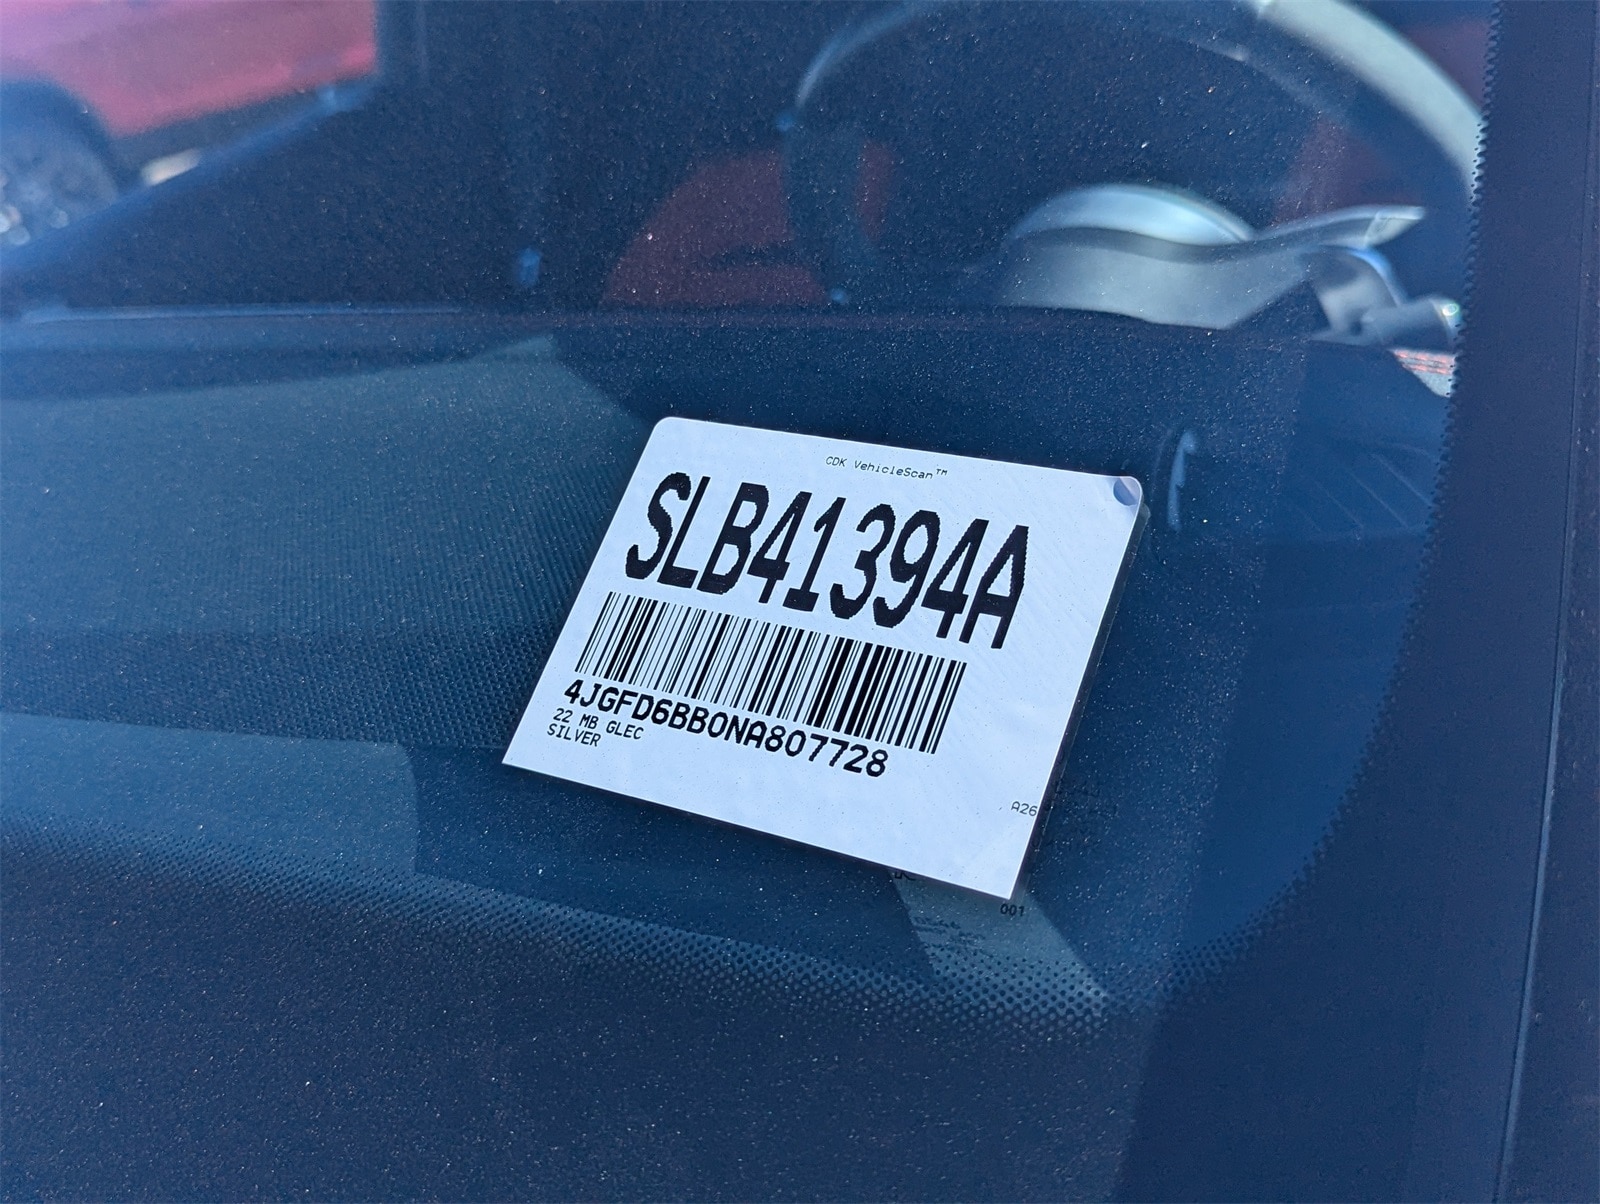 CDK VehicleScan™
SLB41394A
4JGFD6BB0NA807728
22 MB GLEC
SILVER
A26
001